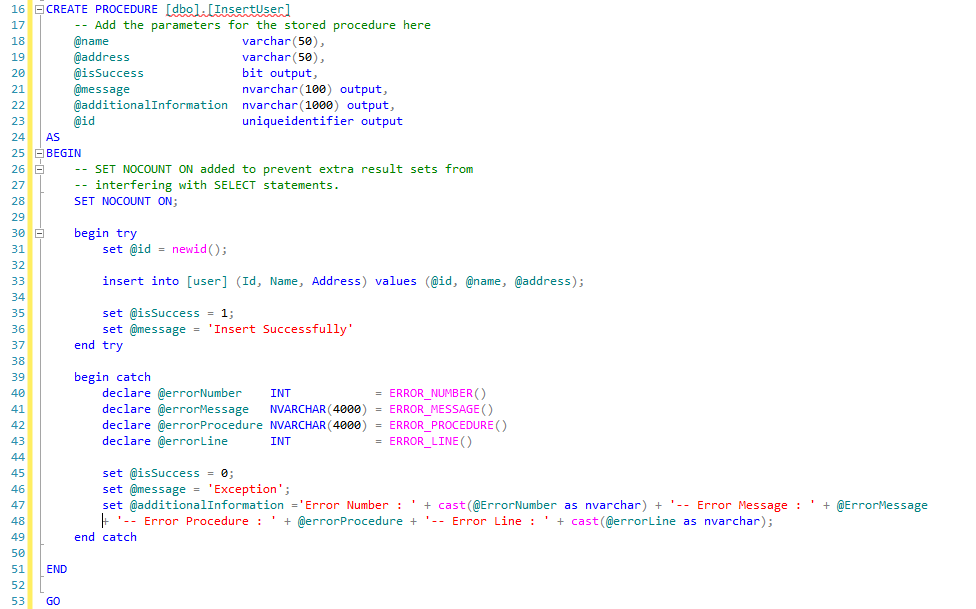 16 CREATE PROCEDURE [dbo].[InsertUser]
17     -- Add the parameters for the stored procedure here
18     @name                   varchar(50),
19     @address                varchar(50),
20     @isSuccess              bit output,
21     @message                nvarchar(100) output,
22     @additionalInformation  nvarchar(1000) output,
23     @id                     uniqueidentifier output
24 AS
25 BEGIN
26     -- SET NOCOUNT ON added to prevent extra result sets from
27     -- interfering with SELECT statements.
28     SET NOCOUNT ON;
29
30     begin try
31         set @id = newid();
32
33         insert into [user] (Id, Name, Address) values (@id, @name, @address);
34
35         set @isSuccess = 1;
36         set @message = 'Insert Successfully'
37     end try
38
39     begin catch
40         declare @errorNumber    INT            = ERROR_NUMBER()
41         declare @errorMessage   NVARCHAR(4000) = ERROR_MESSAGE()
42         declare @errorProcedure NVARCHAR(4000) = ERROR_PROCEDURE()
43         declare @errorLine      INT            = ERROR_LINE()
44
45         set @isSuccess = 0;
46         set @message = 'Exception';
47         set @additionalInformation ='Error Number : ' + cast(@ErrorNumber as nvarchar) + '-- Error Message : ' + @ErrorMessage
48         + '-- Error Procedure : ' + @errorProcedure + '-- Error Line : ' + cast(@errorLine as nvarchar);
49     end catch
50
51 END
52
53 GO